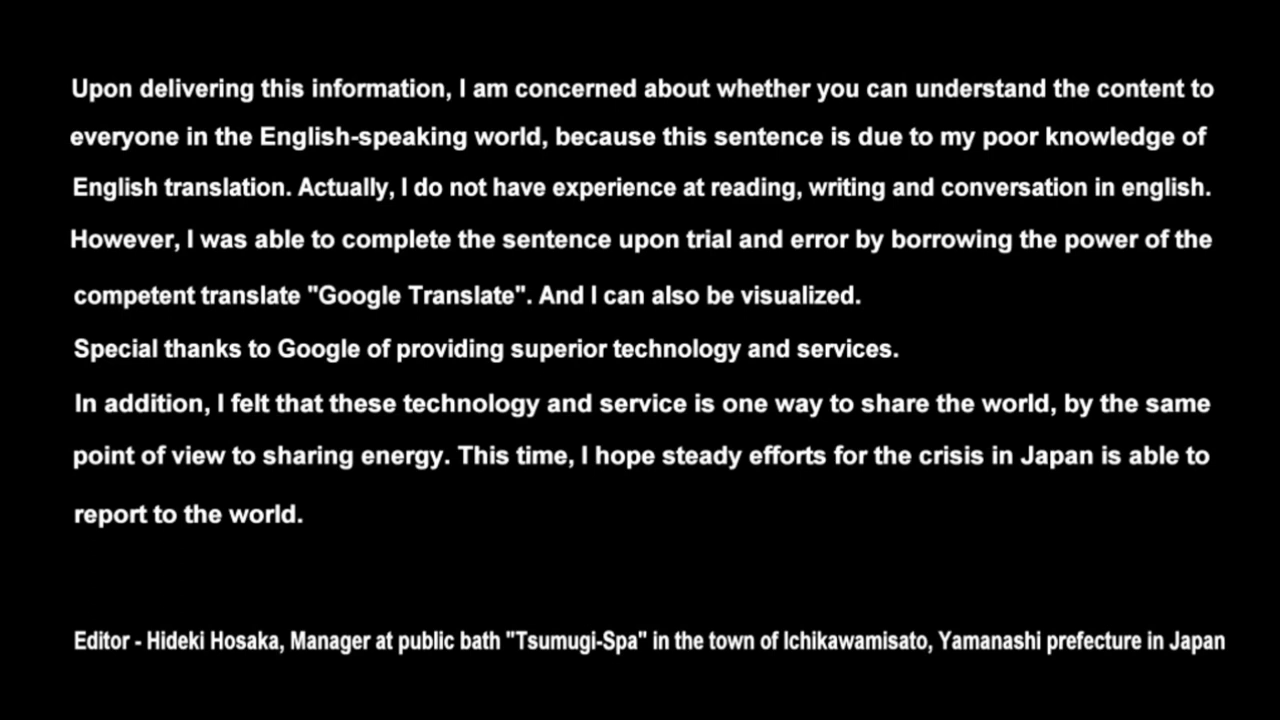 Upon delivering this information, I am concerned about whether you can understand the content to
everyone in the English-speaking world, because this sentence is due to my poor knowledge of
English translation. Actually, I do not have experience at reading, writing and conversation in english.
However, I was able to complete the sentence upon trial and error by borrowing the power of the
competent translate "Google Translate". And I can also be visualized.
Special thanks to Google of providing superior technology and services.
In addition, I felt that these technology and service is one way to share the world, by the same
point of view to sharing energy. This time, I hope steady efforts for the crisis in Japan is able to
report to the world.
Editor - Hideki Hosaka, Manager at public bath "Tsumugi-Spa" in the town of Ichikawamisato, Yamanashi prefecture in Japan